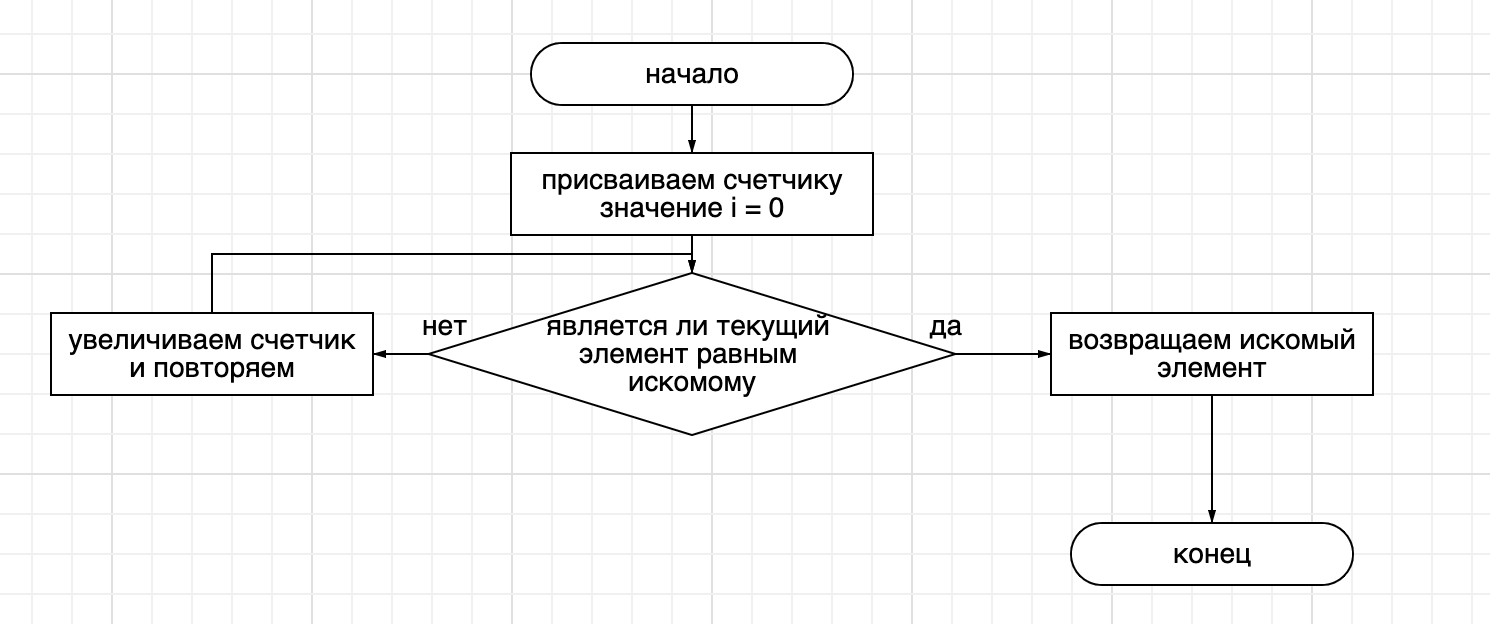 начало
присваиваем счетчику
значение i = 0
нет
является ли текущий
элемент равным
искомому
да
увеличиваем счетчик
и повторяем
возвращаем искомый
элемент
конец